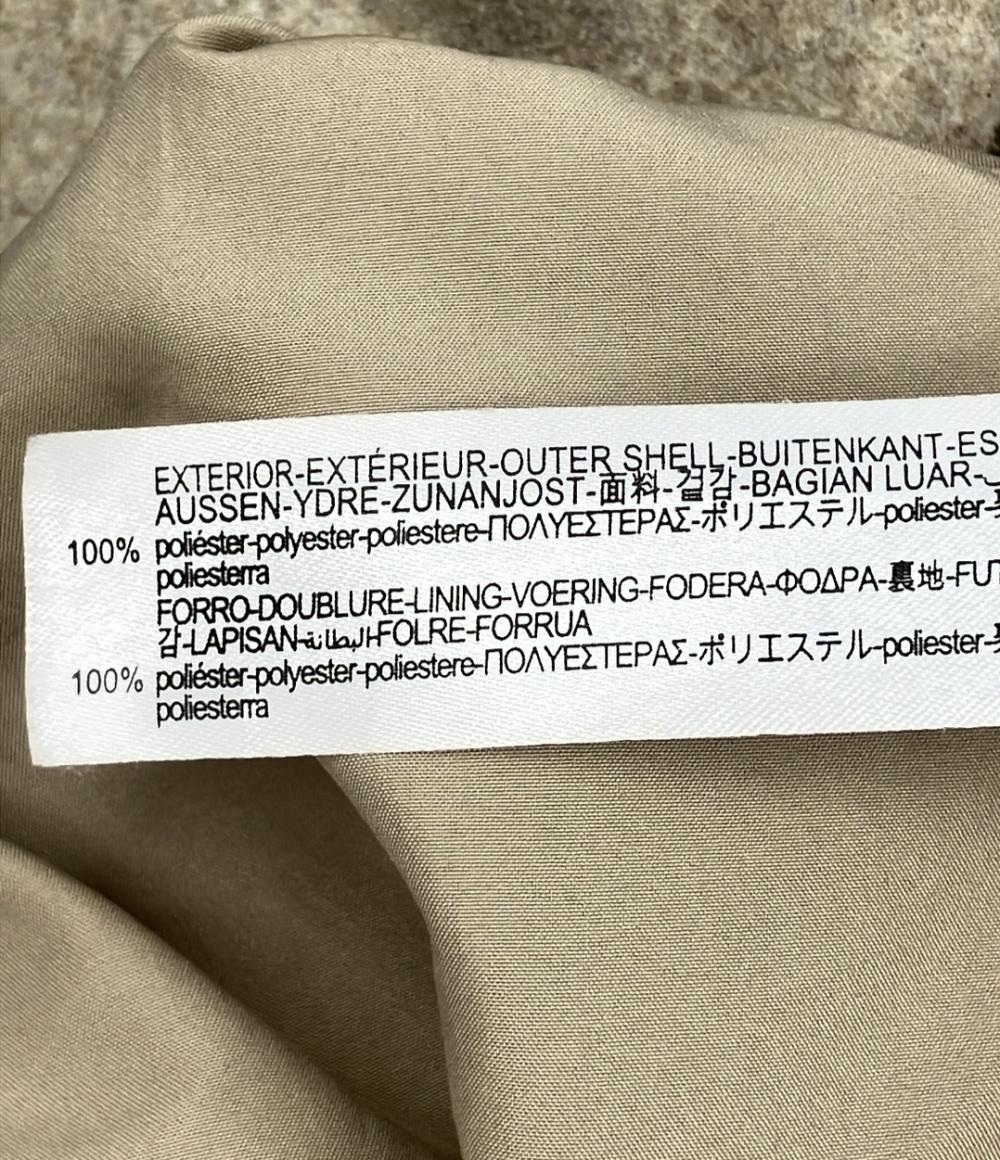 EXTERIOR-EXTÉRIEUR-OUTER SHELL-BUITENKANT-ES
AUSSEN-YDRE-ZUNANJOST-面料-겉감-BAGIAN LUAR-
100% poliéster-polyester-poliestere-ΠΟΛΥΕΣΤΕΡΑΣ-ポリエステル-poliester-
poliesterra
FORRO-DOUBLURE-LINING-VOERING-FODERA-ΦΟΔΡΑ-裏地-FUT
감-LAPISAN-البطانة-FOLRE-FORRUA
100% poliéster-polyester-poliestere-ΠΟΛΥΕΣΤΕΡΑΣ-ポリエステル-poliester-
poliesterra